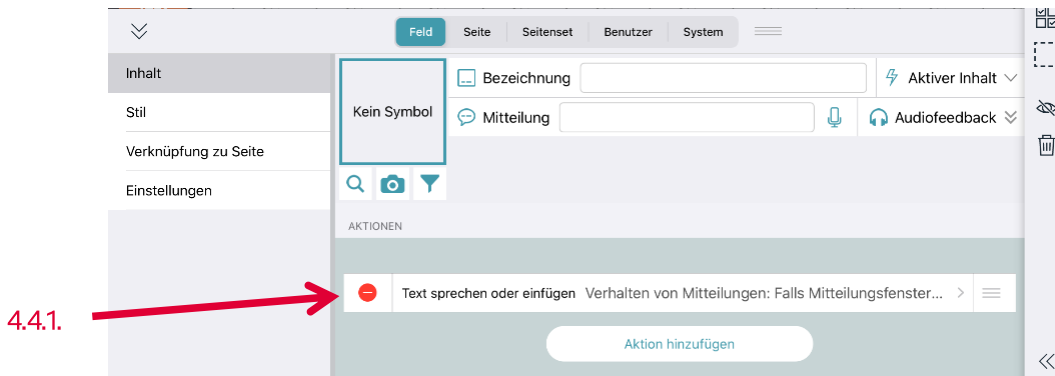 Feld Seite Seitenset Benutzer System
Inhalt
Stil
Verknüpfung zu Seite
Einstellungen
Kein Symbol
Bezeichnung
Aktiver Inhalt
Mitteilung
Audiofeedback
AKTIONEN
4.4.1.
Text sprechen oder einfügen Verhalten von Mitteilungen: Falls Mitteilungsfenster...
Aktion hinzufügen